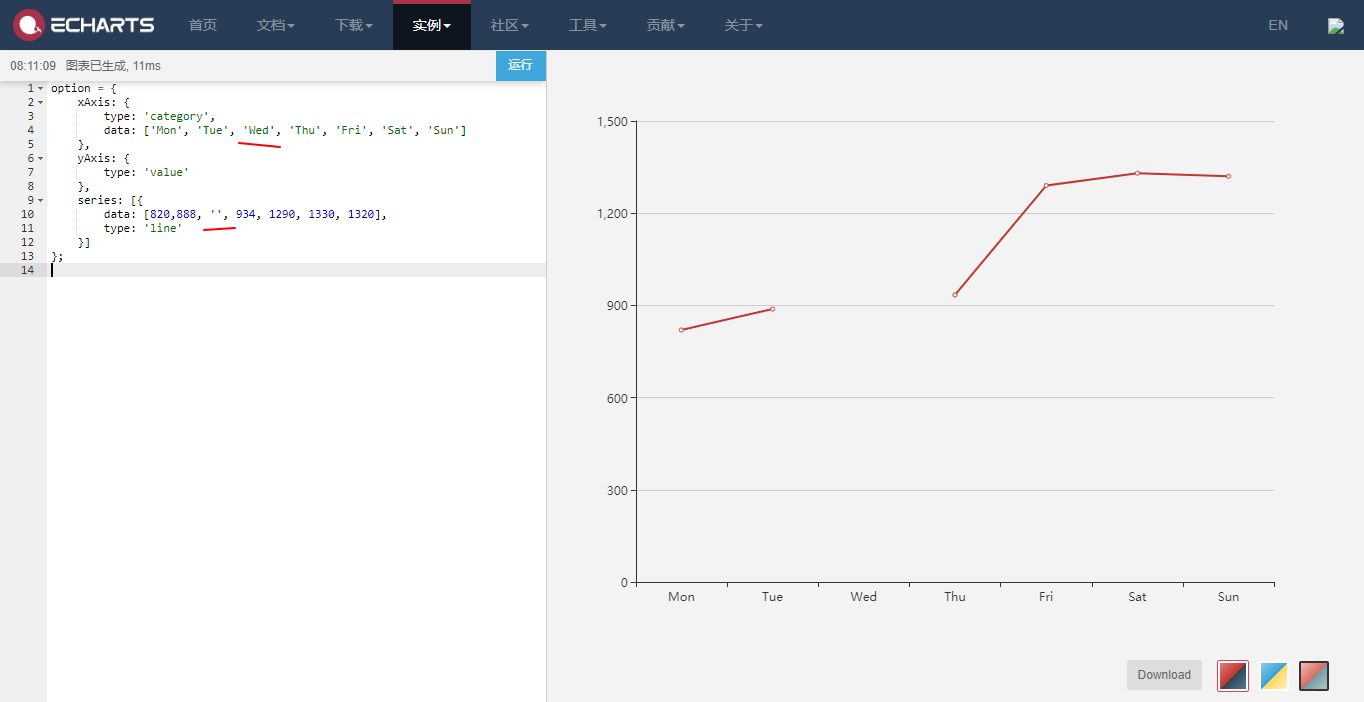 ECHARTS 首页 文档 下载 实例 社区 工具 贡献 关于 EN
08:11:09 图表已生成, 11ms 运行
1 option = {
2 xAxis: {
3 type: 'category',
4 data: ['Mon', 'Tue', 'Wed', 'Thu', 'Fri', 'Sat', 'Sun']
5 },
6 yAxis: {
7 type: 'value'
8 },
9 series: [{
10 data: [820,888, '', 934, 1290, 1330, 1320],
11 type: 'line'
12 }]
13 };
14
1,500
1,200
900
600
300
0
Mon Tue Wed Thu Fri Sat Sun
Download